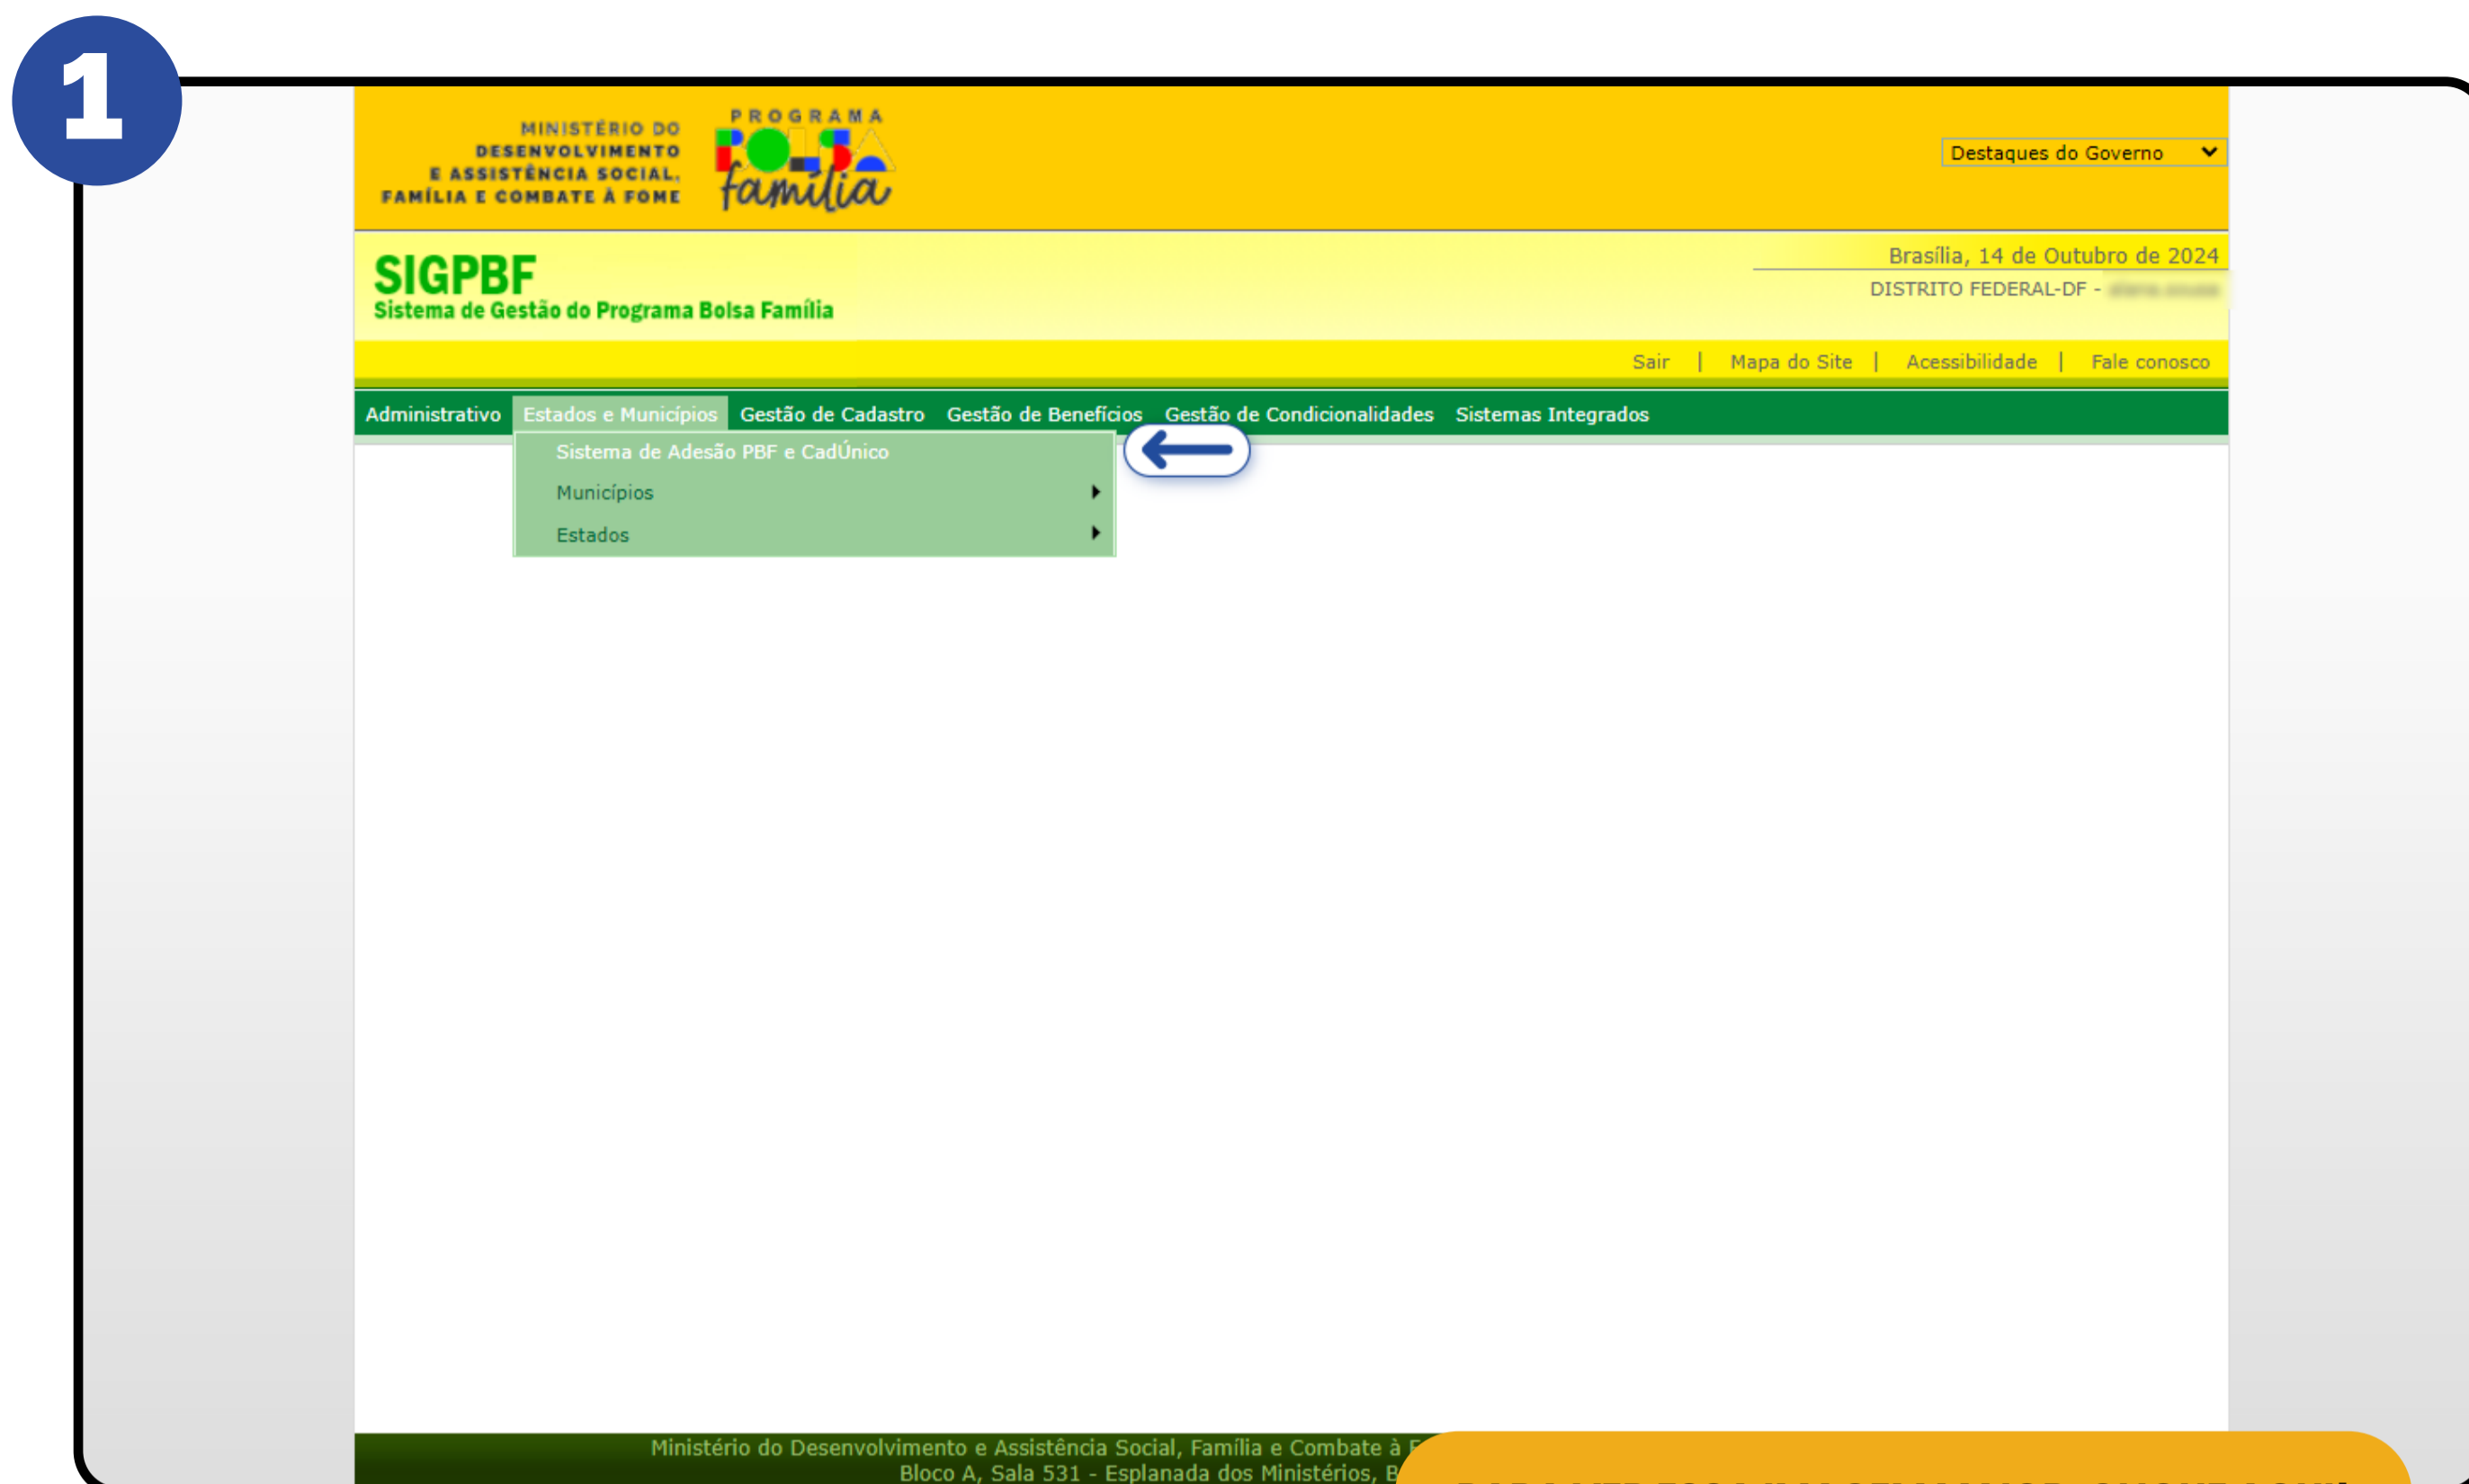 1
MINISTÉRIO DO
DESENVOLVIMENTO
E ASSISTÊNCIA SOCIAL,
FAMÍLIA E COMBATE À FOME
PROGRAMA
BOLSA
família
Destaques do Governo
SIGPBF
Sistema de Gestão do Programa Bolsa Família
Brasília, 14 de Outubro de 2024
DISTRITO FEDERAL-DF -
Sair | Mapa do Site | Acessibilidade | Fale conosco
Administrativo Estados e Municípios Gestão de Cadastro Gestão de Benefícios Gestão de Condicionalidades Sistemas Integrados
Sistema de Adesão PBF e CadÚnico
Municípios
Estados
Ministério do Desenvolvimento e Assistência Social, Família e Combate à
Bloco A, Sala 531 - Esplanada dos Ministérios,